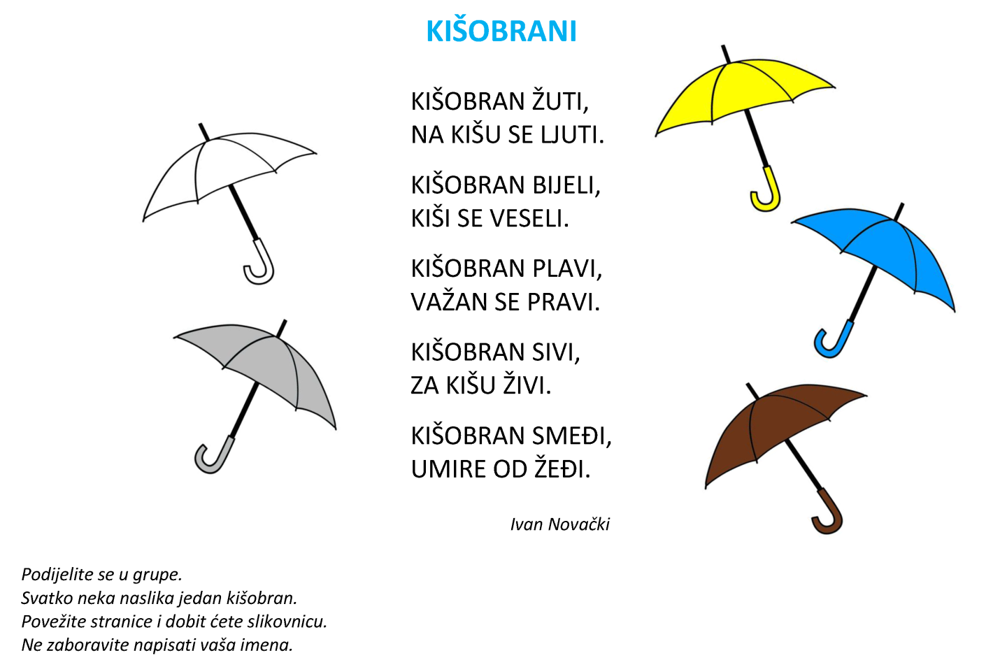 KIŠOBRANI
KIŠOBRAN ŽUTI,
NA KIŠU SE LJUTI.
KIŠOBRAN BIJELI,
KIŠI SE VESELI.
KIŠOBRAN PLAVI,
VAŽAN SE PRAVI.
KIŠOBRAN SIVI,
ZA KIŠU ŽIVI.
KIŠOBRAN SMEĐI,
UMIRE OD ŽEĐI.
Ivan Novački
Podijelite se u grupe.
Svatko neka naslika jedan kišobran.
Povežite stranice i dobit ćete slikovnicu.
Ne zaboravite napisati vaša imena.